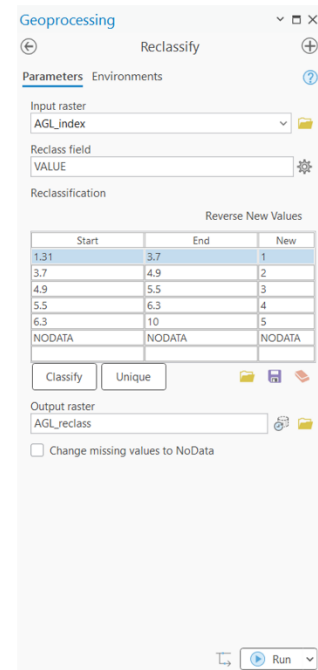 Geoprocessing
Reclassify
Parameters Environments
Input raster
AGL_index
Reclass field
VALUE
Reclassification
Reverse New Values
Start End New
1.31 3.7 1
3.7 4.9 2
4.9 5.5 3
5.5 6.3 4
6.3 10 5
NODATA NODATA NODATA
Classify Unique
Output raster
AGL_reclass
Change missing values to NoData
Run